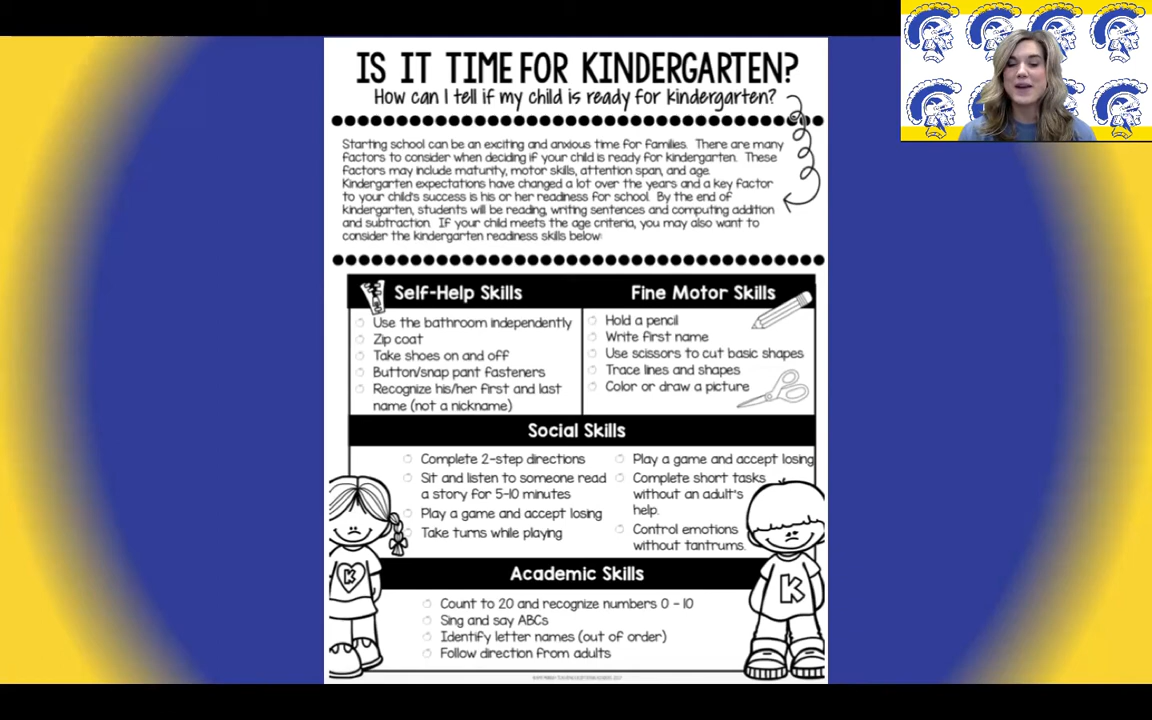 IS IT TIME FOR KINDERGARTEN?
How can I tell if my child is ready for kindergarten?
Starting school can be an exciting and anxious time for families. There are many
factors to consider when deciding if your child is ready for kindergarten. These
factors may include maturity, motor skills, attention span, and age.
Kindergarten expectations have changed a lot over the years and a key factor
to your child's success is his or her readiness for school. By the end of
kindergarten, students will be reading, writing sentences and computing addition
and subtraction. If your child meets the age criteria, you may also want to
consider the kindergarten readiness skills below:
Self-Help Skills
Use the bathroom independently
Zip coat
Take shoes on and off
Button/snap pant fasteners
Recognize his/her first and last
name (not a nickname)
Fine Motor Skills
Hold a pencil
Write first name
Use scissors to cut basic shapes
Trace lines and shapes
Color or draw a picture
Social Skills
Complete 2-step directions
Sit and listen to someone read
a story for 5-10 minutes
Play a game and accept losing
Take turns while playing
Play a game and accept losing
Complete short tasks
without an adult's
help.
Control emotions
without tantrums.
K
K
Academic Skills
Count to 20 and recognize numbers 0 - 10
Sing and say ABCs
Identify letter names (out of order)
Follow direction from adults